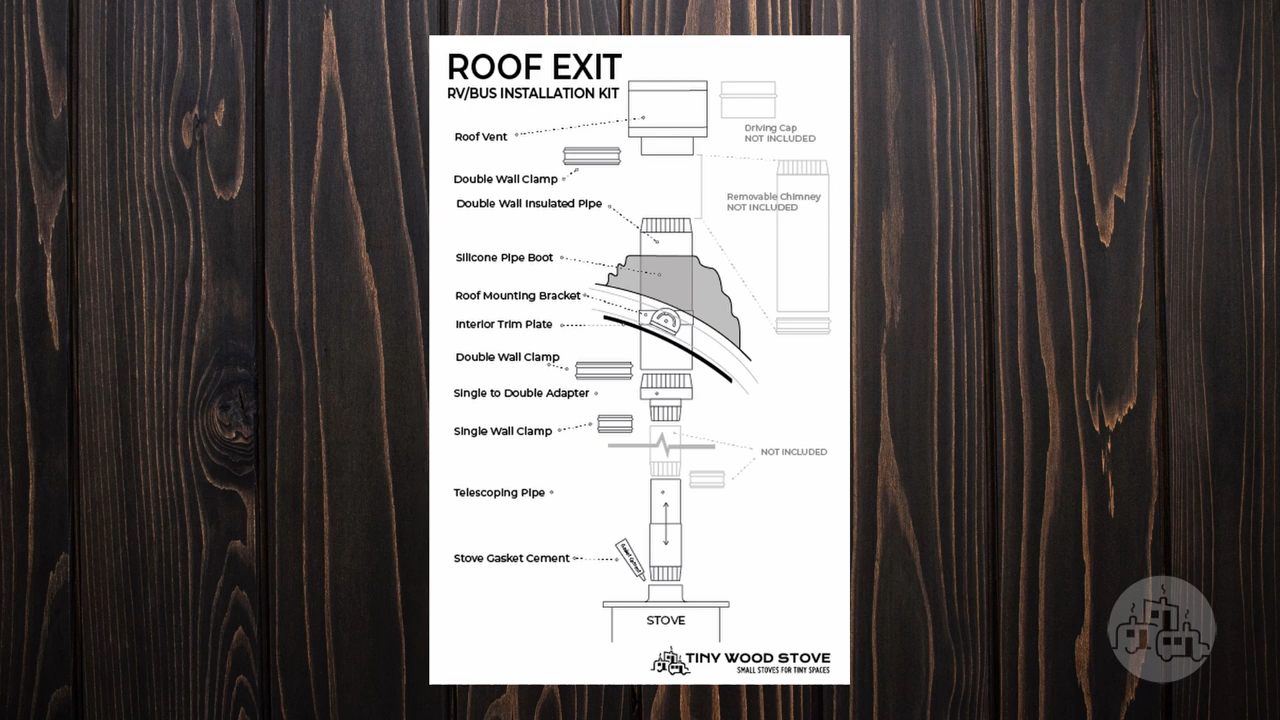 ROOF EXIT
RV/BUS INSTALLATION KIT
Roof Vent
Driving Cap
NOT INCLUDED
Double Wall Clamp
Double Wall Insulated Pipe
Removable Chimney
NOT INCLUDED
Silicone Pipe Boot
Roof Mounting Bracket
Interior Trim Plate
Double Wall Clamp
Single to Double Adapter
Single Wall Clamp
NOT INCLUDED
Telescoping Pipe
Stove Gasket Cement
STOVE
TINY WOOD STOVE
SMALL STOVES FOR TINY SPACES